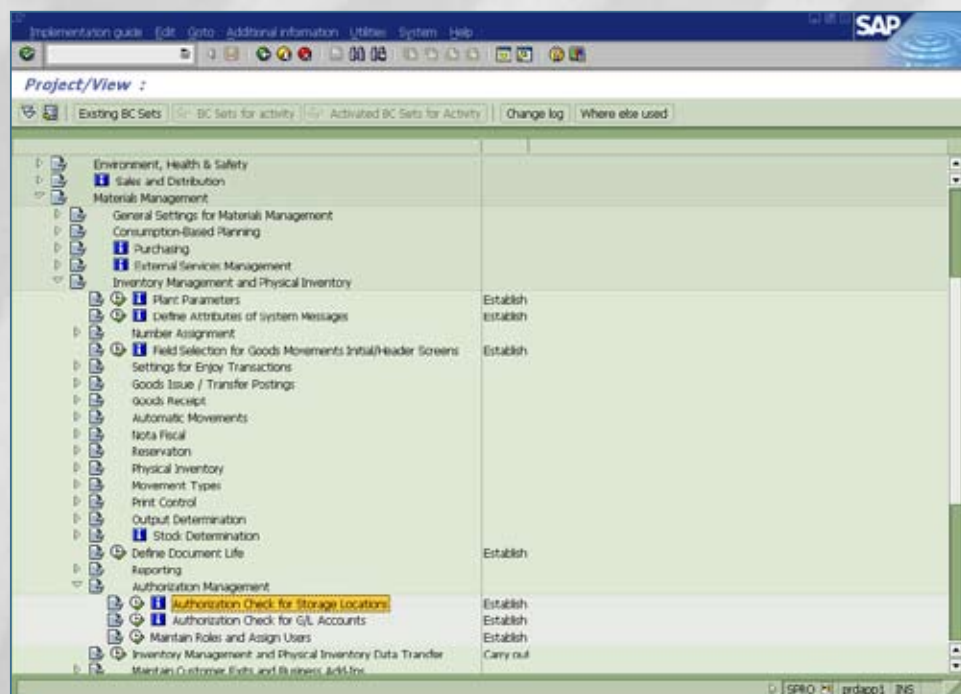 Implementation guide Edit Goto Additional information Utilities System Help
SAP
Project/View :
Existing BC Sets BC Sets for activity Activated BC Sets for Activity Change log Where else used
Environment, Health & Safety
Sales and Distribution
Materials Management
General Settings for Materials Management
Consumption-Based Planning
Purchasing
External Services Management
Inventory Management and Physical Inventory
Plant Parameters Establish
Define Attributes of System Messages Establish
Number Assignment
Field Selection for Goods Movements Initial/Header Screens Establish
Settings for Enjoy Transactions
Goods Issue / Transfer Postings
Goods Receipt
Automatic Movements
Nota Fiscal
Reservation
Physical Inventory
Movement Types
Print Control
Output Determination
Stock Determination
Define Document Life Establish
Reporting
Authorization Management
Authorization Check for Storage Locations Establish
Authorization Check for G/L Accounts Establish
Maintain Roles and Assign Users Establish
Inventory Management and Physical Inventory Data Transfer Carry out
Maintain Customer Exits and Business Add-Ins
SPRO prdapp1 INS